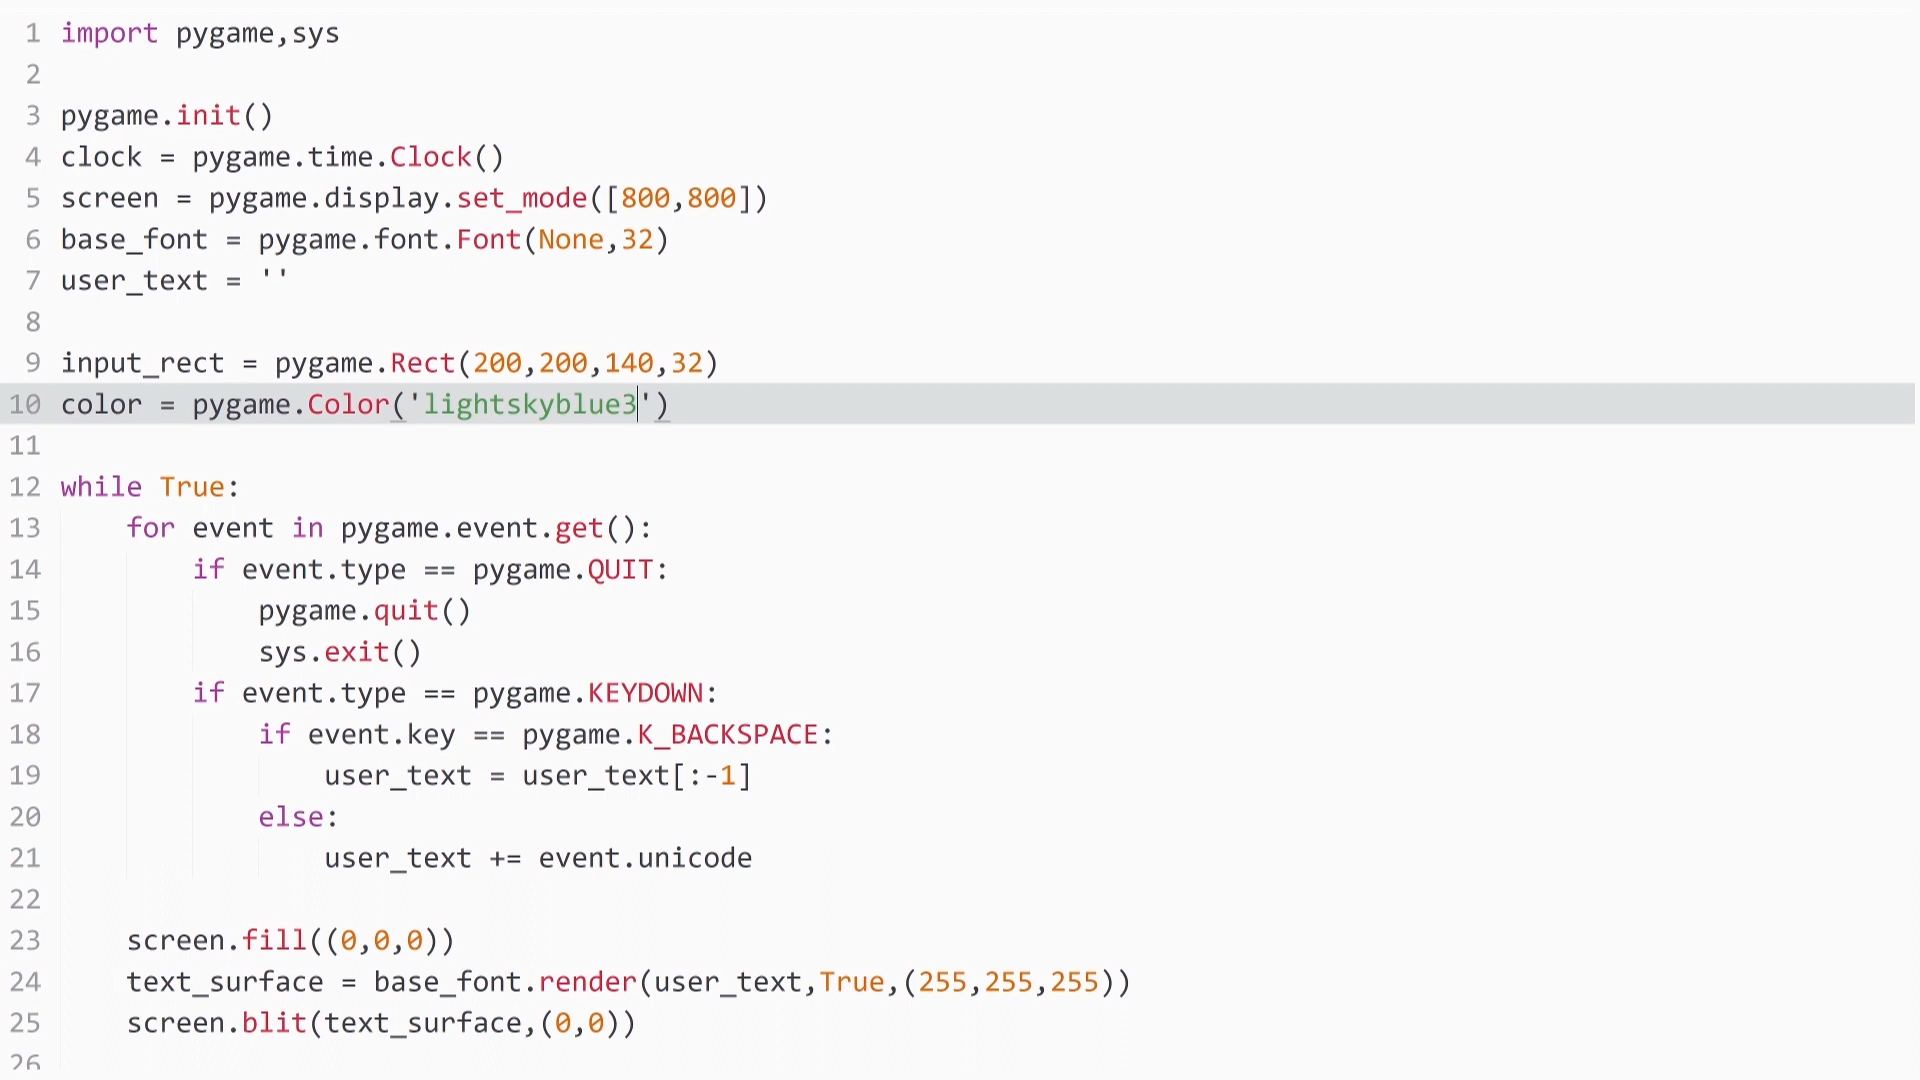 1 import pygame,sys
2
3 pygame.init()
4 clock = pygame.time.Clock()
5 screen = pygame.display.set_mode([800,800])
6 base_font = pygame.font.Font(None,32)
7 user_text = ''
8
9 input_rect = pygame.Rect(200,200,140,32)
10 color = pygame.Color('lightskyblue3')
11
12 while True:
13     for event in pygame.event.get():
14         if event.type == pygame.QUIT:
15             pygame.quit()
16             sys.exit()
17         if event.type == pygame.KEYDOWN:
18             if event.key == pygame.K_BACKSPACE:
19                 user_text = user_text[:-1]
20             else:
21                 user_text += event.unicode
22
23     screen.fill((0,0,0))
24     text_surface = base_font.render(user_text,True,(255,255,255))
25     screen.blit(text_surface,(0,0))
26